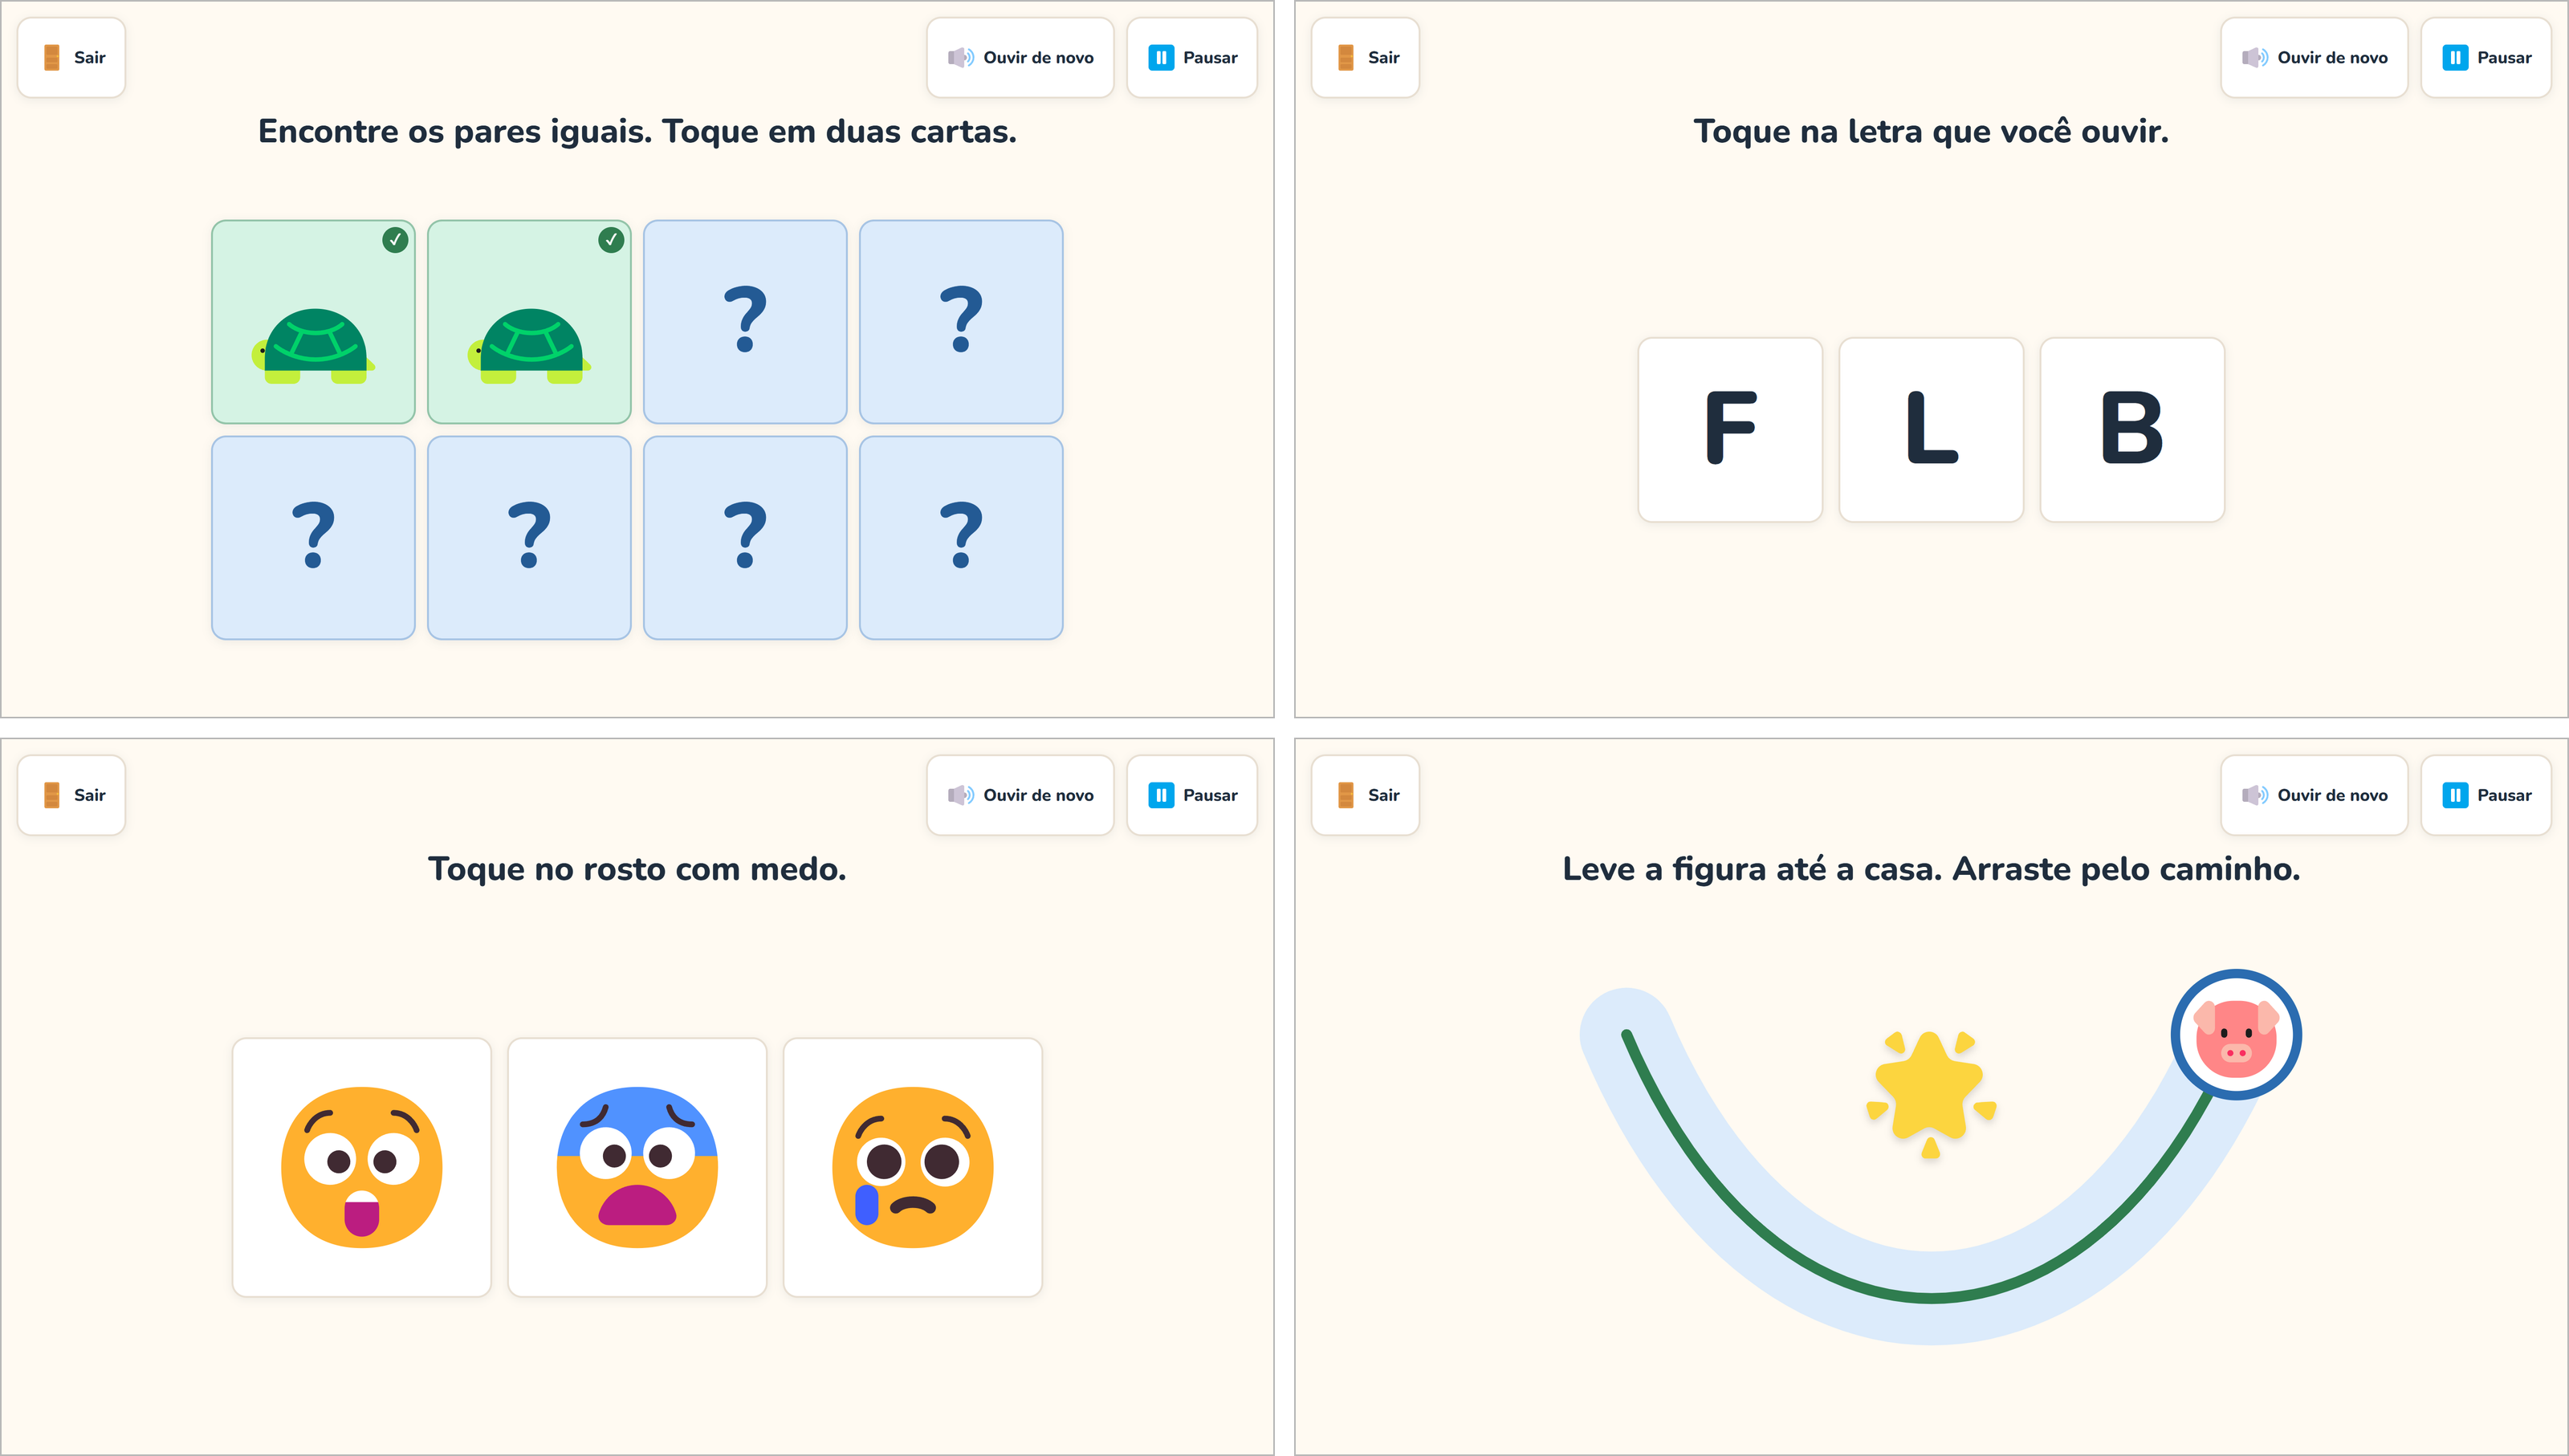 Sair
Ouvir de novo
Pausar
Encontre os pares iguais. Toque em duas cartas.
? ?
? ? ? ?
Sair
Ouvir de novo
Pausar
Toque na letra que você ouvir.
F L B
Sair
Ouvir de novo
Pausar
Toque no rosto com medo.
Sair
Ouvir de novo
Pausar
Leve a figura até a casa. Arraste pelo caminho.